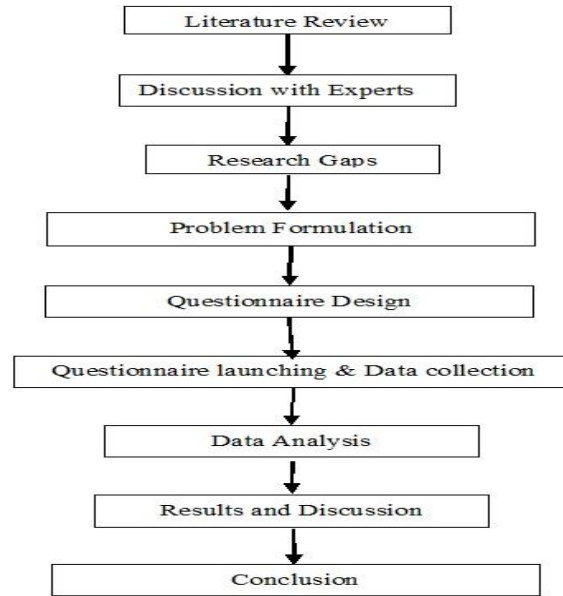 Literature Review
Discussion with Experts
Research Gaps
Problem Formulation
Questionnaire Design
Questionnaire launching & Data collection
Data Analysis
Results and Discussion
Conclusion